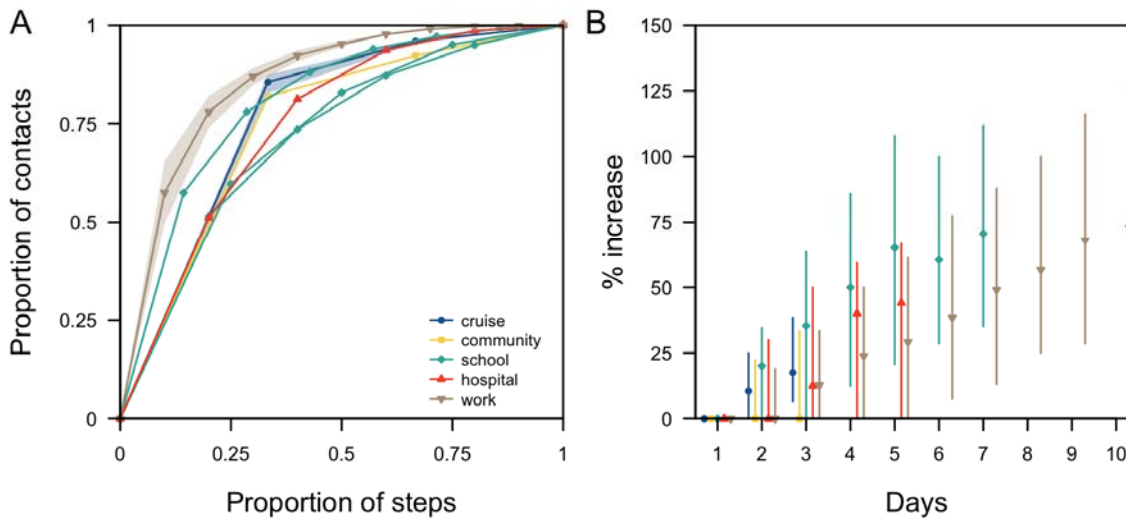 A
Proportion of contacts
1
0.75
0.5
0.25
0
0
0.25
0.5
0.75
1
Proportion of steps
cruise
community
school
hospital
work
B
% increase
150
125
100
75
50
25
0
1
2
3
4
5
6
7
8
9
10
Days